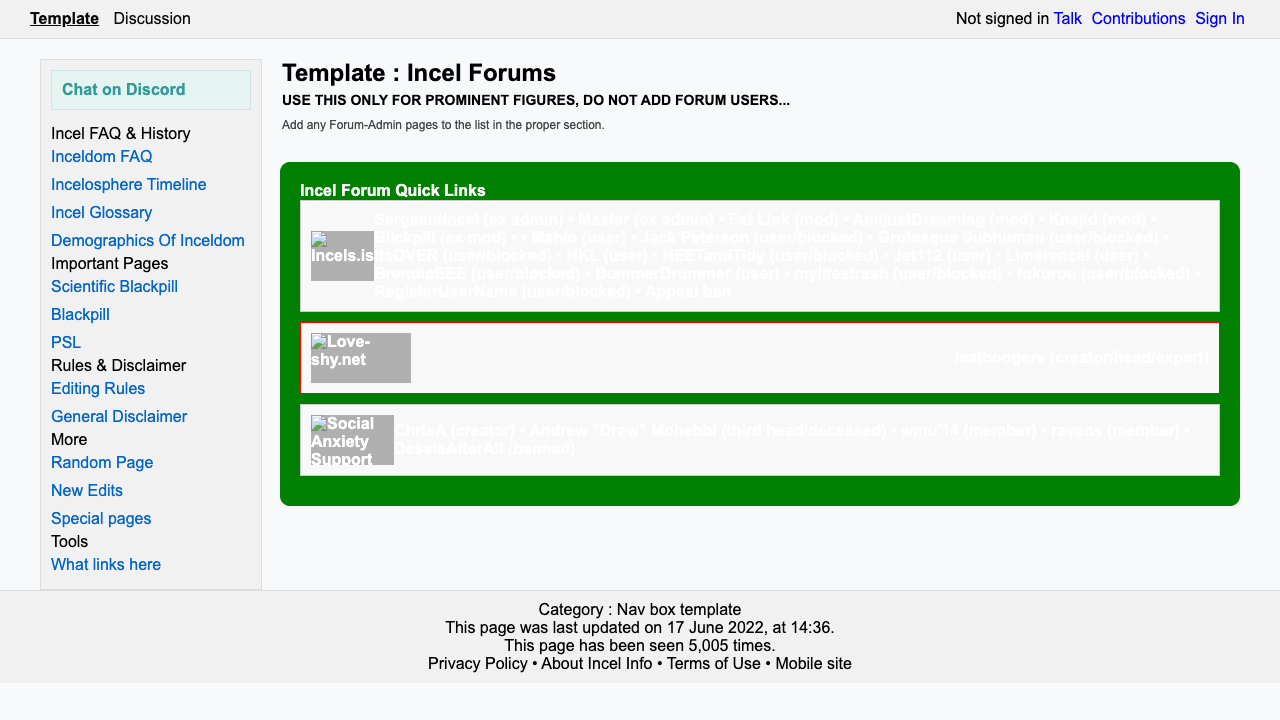 Template Discussion
Not signed in Talk Contributions Sign In
Chat on Discord
Incel FAQ & History
Inceldom FAQ
Incelosphere Timeline
Incel Glossary
Demographics Of Inceldom
Important Pages
Scientific Blackpill
Blackpill
PSL
Rules & Disclaimer
Editing Rules
General Disclaimer
More
Random Page
New Edits
Special pages
Tools
What links here
Template : Incel Forums
USE THIS ONLY FOR PROMINENT FIGURES, DO NOT ADD FORUM USERS...
Add any Forum-Admin pages to the list in the proper section.
Incel Forum Quick Links
Incels.is
SergeantIncel (ex admin) • Master (ex admin) • Fat Link (mod) • AmIjustDreaming (mod) • Knajid (mod) •
Blickpill (ex mod) • • Mahlo (user) • Jack Peterson (user/blocked) • Grotesque Subhuman (user/blocked) •
ItsOVER (user/blocked) • NKL (user) • NEETandTidy (user/blocked) • Jet112 (user) • Limerencel (user) •
BrendioEEE (user/blocked) • BummerDrummer (user) • mylifestrash (user/blocked) • fukurou (user/blocked) •
RegisterUserName (user/blocked) • Appeal ban
Love-
shy.net
ieatboogers (creator/head/expert)
Social
Anxiety
Support
ChrisA (creator) • Andrew "Drew" Mohebbi (third head/deceased) • wmu'14 (member) • ravens (member) •
DessieAfterAll (banned)
Category : Nav box template
This page was last updated on 17 June 2022, at 14:36.
This page has been seen 5,005 times.
Privacy Policy • About Incel Info • Terms of Use • Mobile site